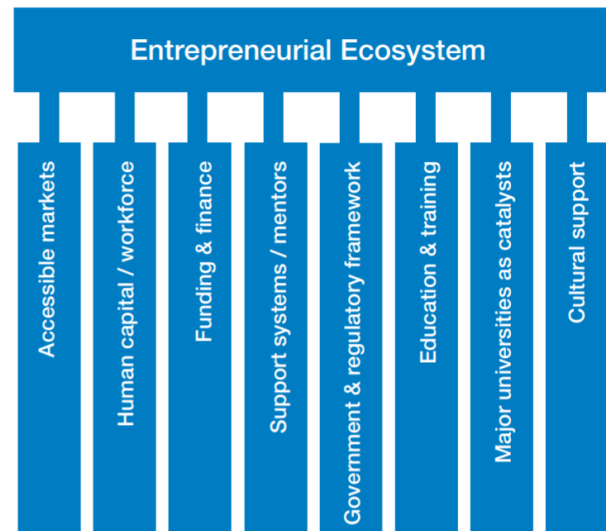 Entrepreneurial Ecosystem
Accessible markets
Human capital / workforce
Funding & finance
Support systems / mentors
Government & regulatory framework
Education & training
Major universities as catalysts
Cultural support